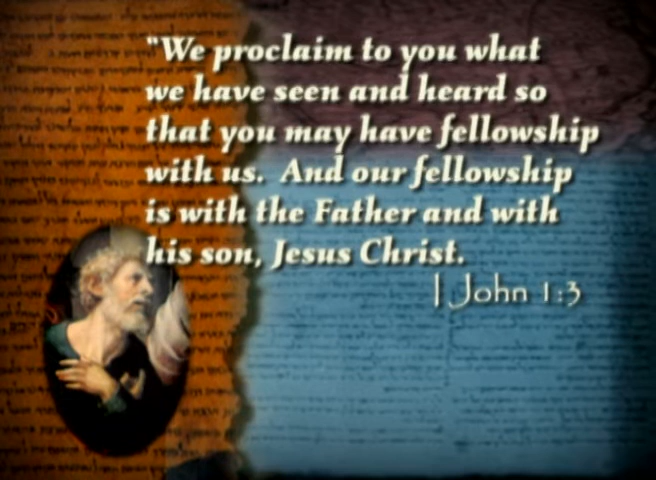 "We proclaim to you what
we have seen and heard so
that you may have fellowship
with us. And our fellowship
is with the Father and with
his son, Jesus Christ.
I John 1:3